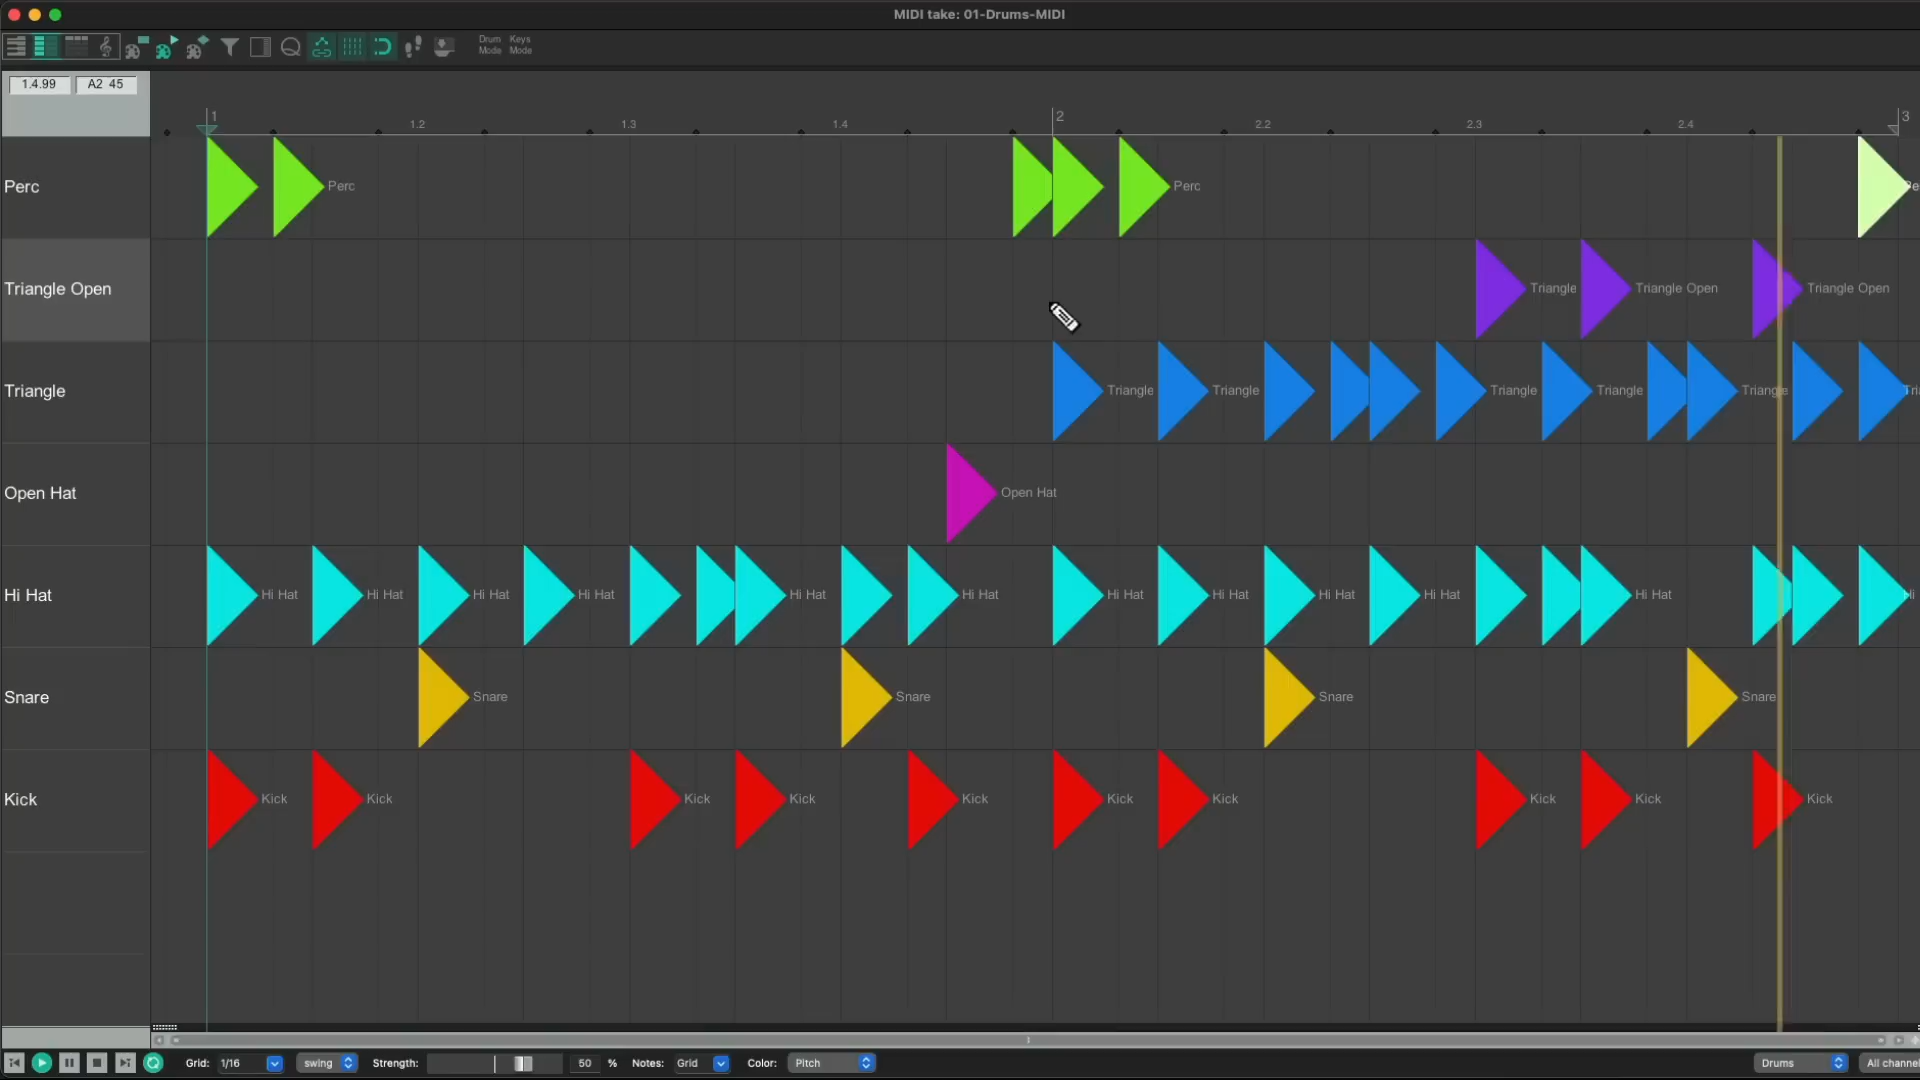 MIDI take: 01-Drums-MIDI
Drum Mode Keys Mode
1.4.99 A2 45
1 1.2 1.3 1.4 2 2.2 2.3 2.4 3
Perc Perc Perc
Triangle Open Triangle Triangle Open Triangle Open
Triangle Triangle Triangle Triangle Triangle Triangle
Open Hat Open Hat
Hi Hat Hi Hat Hi Hat Hi Hat Hi Hat Hi Hat Hi Hat Hi Hat Hi Hat Hi Hat Hi Hat Hi Hat
Snare Snare Snare Snare Snare
Kick Kick Kick Kick Kick Kick Kick Kick Kick Kick Kick
Grid: 1/16 swing Strength: 50 % Notes: Grid Color: Pitch Drums All channel